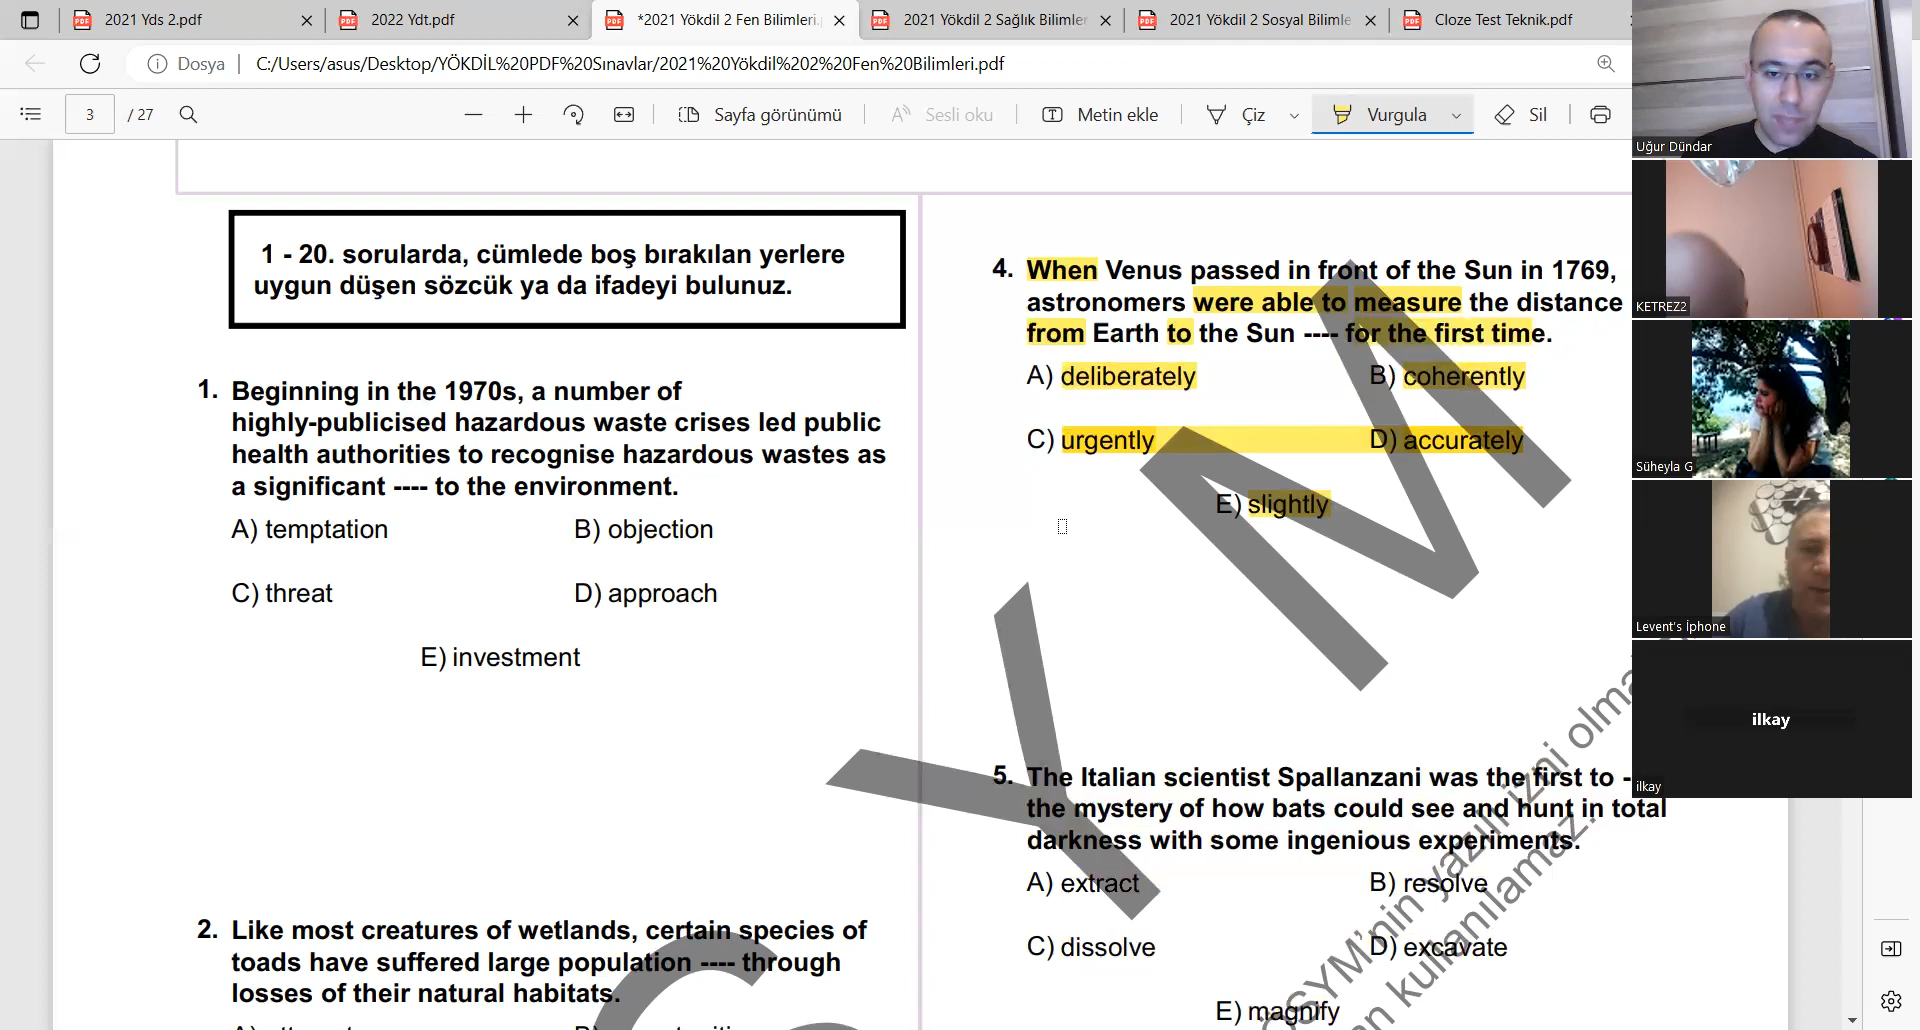 2021 Yds 2.pdf
2022 Ydt.pdf
*2021 Yökdil 2 Fen Bilimleri.
2021 Yökdil 2 Sağlık Bilimler
2021 Yökdil 2 Sosyal Bilimle
Cloze Test Teknik.pdf
Dosya
C:/Users/asus/Desktop/YÖKDİL%20PDF%20Sınavlar/2021%20Yökdil%202%20Fen%20Bilimleri.pdf
3 / 27
Sayfa görünümü
Sesli oku
Metin ekle
Çiz
Vurgula
Sil
1 - 20. sorularda, cümlede boş bırakılan yerlere
uygun düşen sözcük ya da ifadeyi bulunuz.
1. Beginning in the 1970s, a number of
highly-publicised hazardous waste crises led public
health authorities to recognise hazardous wastes as
a significant ---- to the environment.
A) temptation
B) objection
C) threat
D) approach
E) investment
2. Like most creatures of wetlands, certain species of
toads have suffered large population ---- through
losses of their natural habitats.
4. When Venus passed in front of the Sun in 1769,
astronomers were able to measure the distance
from Earth to the Sun ---- for the first time.
A) deliberately
B) coherently
C) urgently
D) accurately
E) slightly
5. The Italian scientist Spallanzani was the first to -
the mystery of how bats could see and hunt in total
darkness with some ingenious experiments.
A) extract
B) resolve
C) dissolve
D) excavate
E) magnify
Y M
ÖSYM'nin yazılı izni olma
kullanılamaz.
Uğur Dündar
KETREZ2
Süheyla G
Levent's İphone
ilkay
ilkay